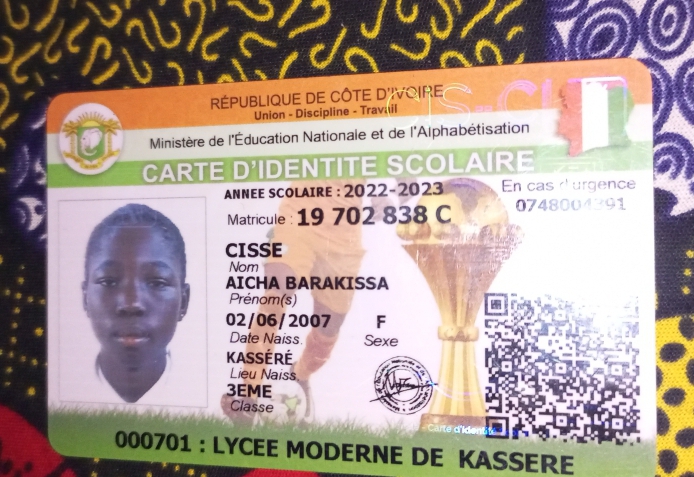 RÉPUBLIQUE DE CÔTE D'IVOIRE
Union - Discipline - Travail
Ministère de l'Éducation Nationale et de l'Alphabétisation
CARTE D'IDENTITE SCOLAIRE
ANNEE SCOLAIRE : 2022-2023
En cas d'urgence
Matricule : 19 702 838 C
CISSE
Nom
AICHA BARAKISSA
Prénom(s)
02/06/2007 F
Date Naiss. Sexe
KASSÉRÉ
Lieu Naiss.
3EME
Classe
Carte d'identité
000701 : LYCEE MODERNE DE KASSERE